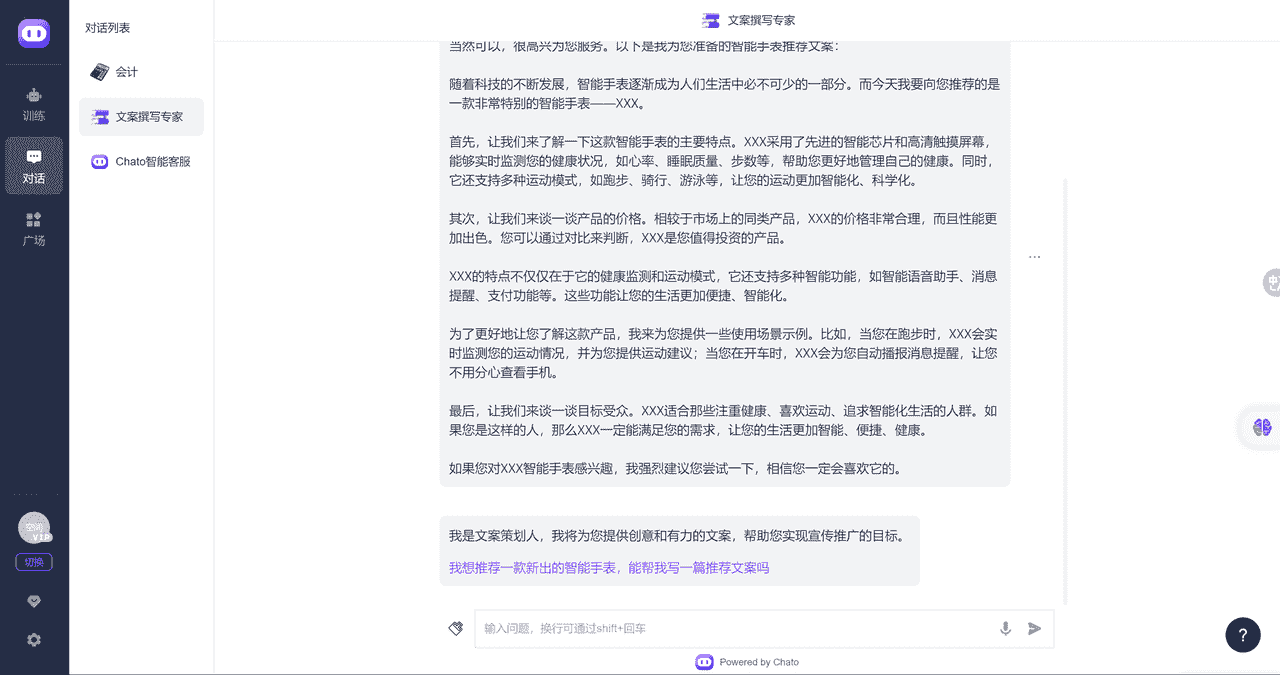 训练
对话
广场
空间
V.I.P
切换
对话列表
会计
文案撰写专家
Chato智能客服
文案撰写专家
当然可以，很高兴为您服务。以下是我为您准备的智能手表推荐文案：
随着科技的不断发展，智能手表逐渐成为人们生活中必不可少的一部分。而今天我要向您推荐的是
一款非常特别的智能手表——XXX。
首先，让我们来了解一下这款智能手表的主要特点。XXX采用了先进的智能芯片和高清触摸屏幕，
能够实时监测您的健康状况，如心率、睡眠质量、步数等，帮助您更好地管理自己的健康。同时，
它还支持多种运动模式，如跑步、骑行、游泳等，让您的运动更加智能化、科学化。
其次，让我们来谈一谈产品的价格。相较于市场上的同类产品，XXX的价格非常合理，而且性能更
加出色。您可以通过对比来判断，XXX是您值得投资的产品。
XXX的特点不仅仅在于它的健康监测和运动模式，它还支持多种智能功能，如智能语音助手、消息
提醒、支付功能等。这些功能让您的生活更加便捷、智能化。
为了更好地让您了解这款产品，我来为您提供一些使用场景示例。比如，当您在跑步时，XXX会实
时监测您的运动情况，并为您提供运动建议；当您在开车时，XXX会为您自动播报消息提醒，让您
不用分心查看手机。
最后，让我们来谈一谈目标受众。XXX适合那些注重健康、喜欢运动、追求智能化生活的人群。如
果您是这样的人，那么XXX一定能满足您的需求，让您的生活更加智能、便捷、健康。
如果您对XXX智能手表感兴趣，我强烈建议您尝试一下，相信您一定会喜欢它的。
我是文案策划人，我将为您提供创意和有力的文案，帮助您实现宣传推广的目标。
我想推荐一款新出的智能手表，能帮我写一篇推荐文案吗
输入问题，换行可通过shift+回车
Powered by Chato
?
中